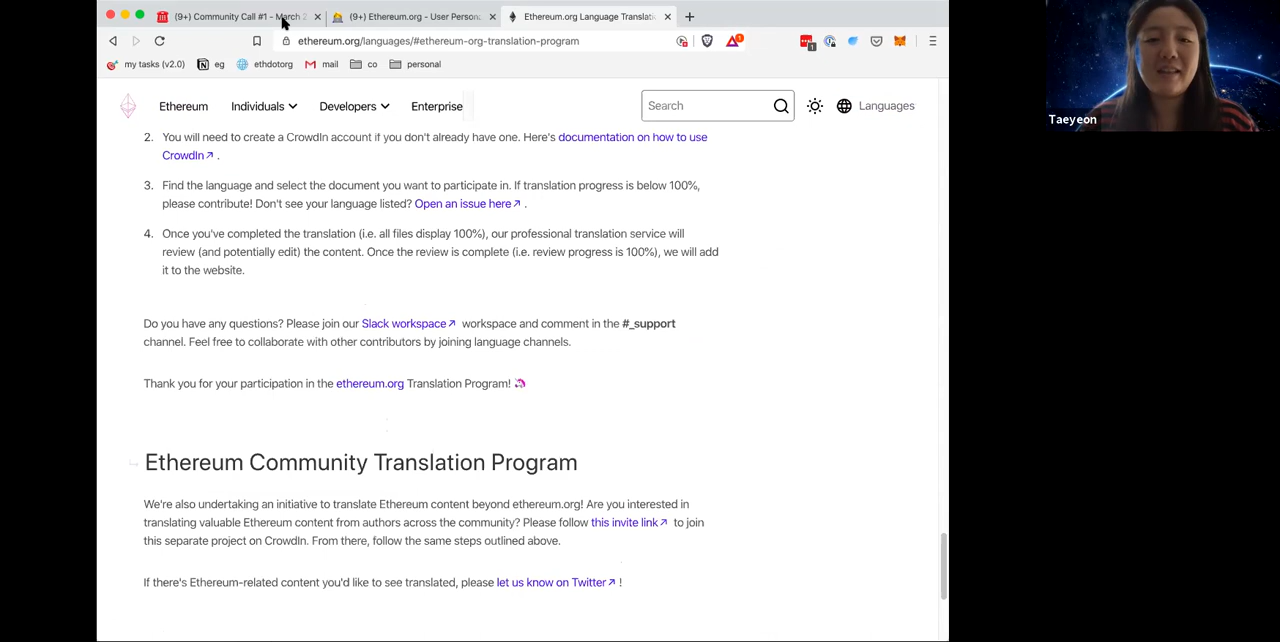 (9+) Community Call #1 - March 2
(9+) Ethereum.org - User Persona
Ethereum.org Language Translati
ethereum.org/languages/#ethereum-org-translation-program
1
1
my tasks (v2.0)
eg
ethdotorg
mail
co
personal
Ethereum
Individuals
Developers
Enterprise
Search
Languages
2. You will need to create a CrowdIn account if you don't already have one. Here's documentation on how to use
CrowdIn↗ .
3. Find the language and select the document you want to participate in. If translation progress is below 100%,
please contribute! Don't see your language listed? Open an issue here↗ .
4. Once you've completed the translation (i.e. all files display 100%), our professional translation service will
review (and potentially edit) the content. Once the review is complete (i.e. review progress is 100%), we will add
it to the website.
Do you have any questions? Please join our Slack workspace↗ workspace and comment in the #_support
channel. Feel free to collaborate with other contributors by joining language channels.
Thank you for your participation in the ethereum.org Translation Program! 🦄
Ethereum Community Translation Program
We're also undertaking an initiative to translate Ethereum content beyond ethereum.org! Are you interested in
translating valuable Ethereum content from authors across the community? Please follow this invite link↗ to join
this separate project on CrowdIn. From there, follow the same steps outlined above.
If there's Ethereum-related content you'd like to see translated, please let us know on Twitter↗ !
Taeyeon